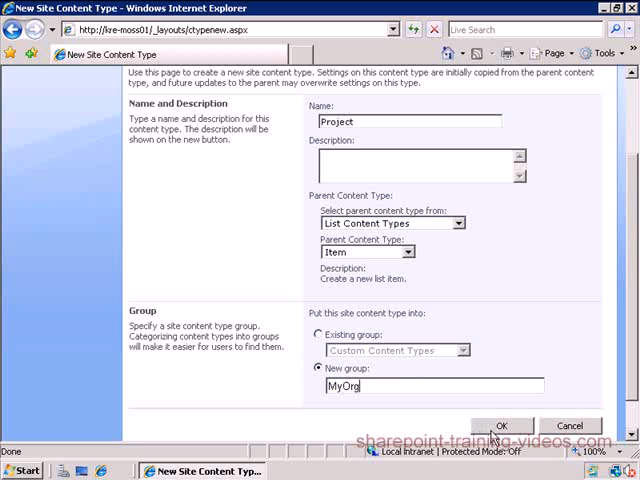 New Site Content Type - Windows Internet Explorer
http://kre-moss01/_layouts/ctypenew.aspx
Live Search
New Site Content Type
Page
Tools
Use this page to create a new site content type. Settings on this content type are initially copied from the parent content
type, and future updates to the parent may overwrite settings on this type.
Name and Description
Type a name and description for this
content type. The description will be
shown on the new button.
Name:
Project
Description:
Parent Content Type:
Select parent content type from:
List Content Types
Parent Content Type:
Item
Description:
Create a new list item.
Group
Specify a site content type group.
Categorizing content types into groups
will make it easier for users to find them.
Put this site content type into:
Existing group:
Custom Content Types
New group:
MyOrg
OK
Cancel
sharepoint-training-videos.com
Done
Local intranet | Protected Mode: Off
100%
Start
New Site Content Typ...